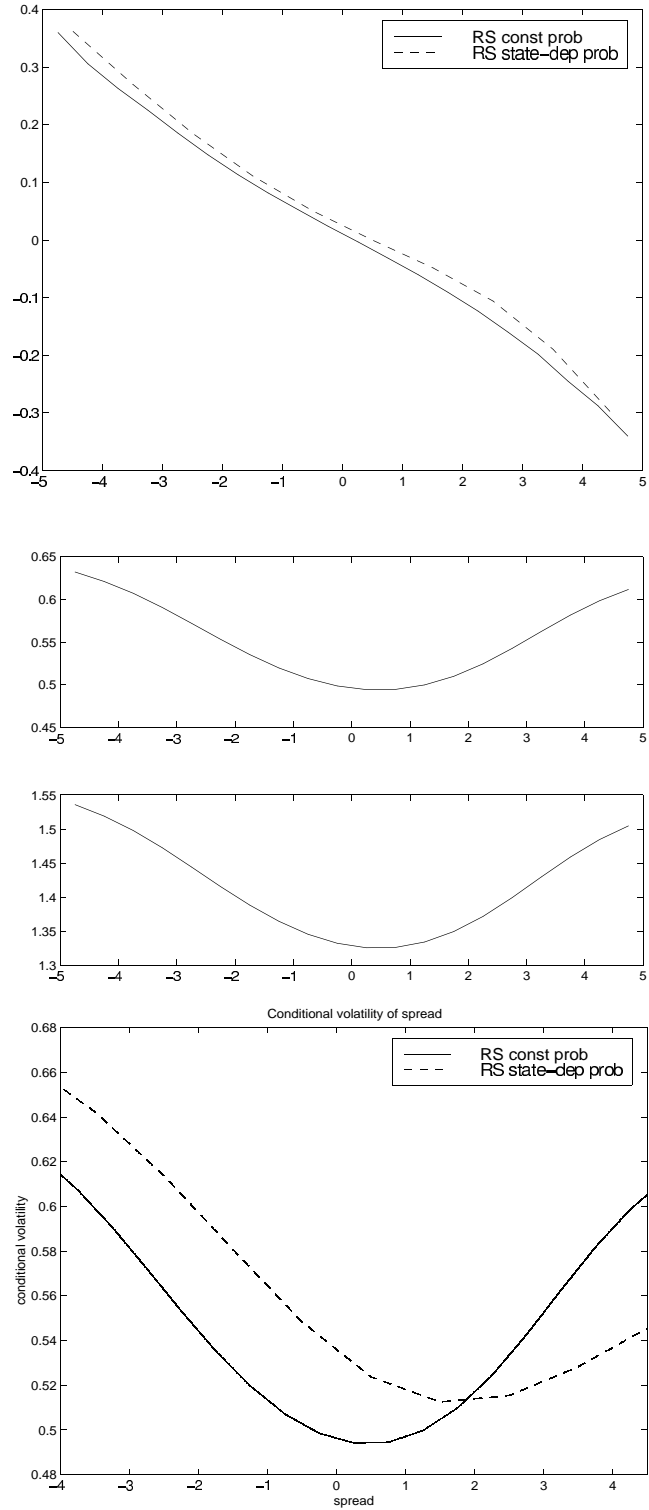 0.4
RS const prob
RS state−dep prob
0.3
0.2
0.1
0
−0.1
−0.2
−0.3
−0.4
−5 −4 −3 −2 −1 0 1 2 3 4 5
0.65
0.6
0.55
0.5
0.45
−5 −4 −3 −2 −1 0 1 2 3 4 5
1.55
1.5
1.45
1.4
1.35
1.3
−5 −4 −3 −2 −1 0 1 2 3 4 5
Conditional volatility of spread
0.68
RS const prob
RS state−dep prob
0.66
0.64
0.62
0.6
conditional volatility
0.58
0.56
0.54
0.52
0.5
0.48
−4 −3 −2 −1 0 1 2 3 4
spread